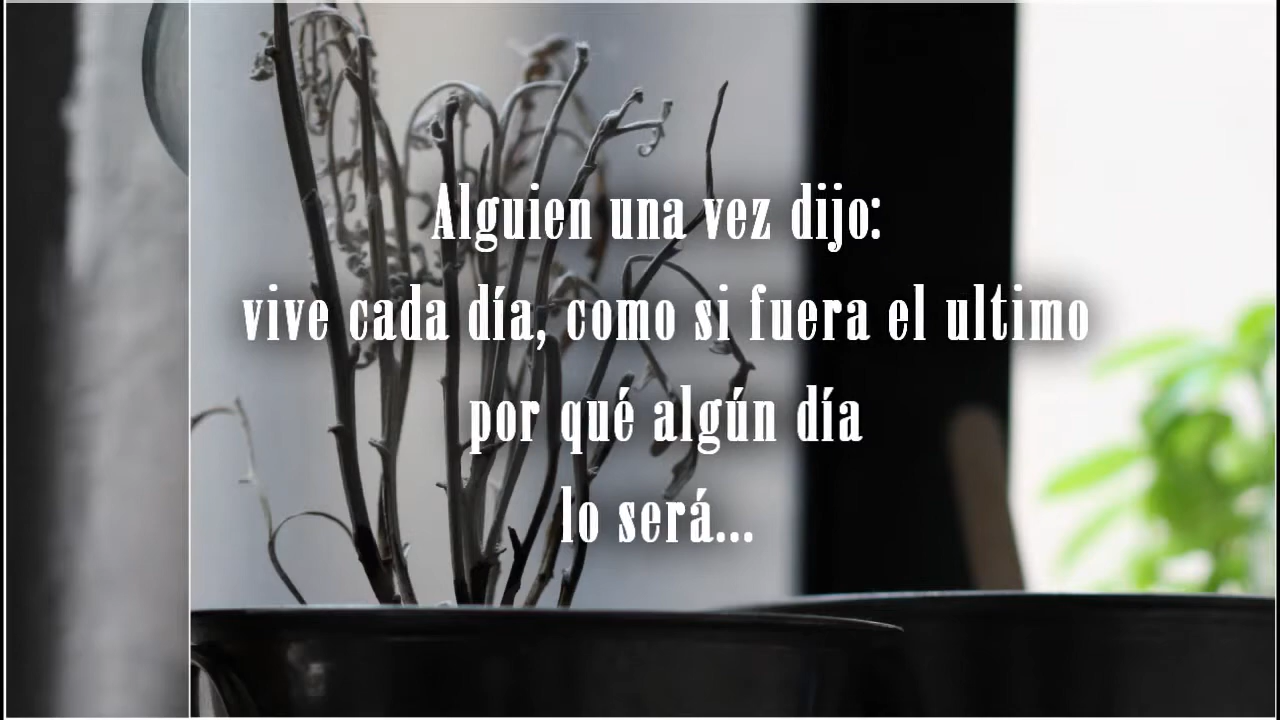 Alguien una vez dijo:
vive cada día, como si fuera el ultimo
por qué algún día
lo será...